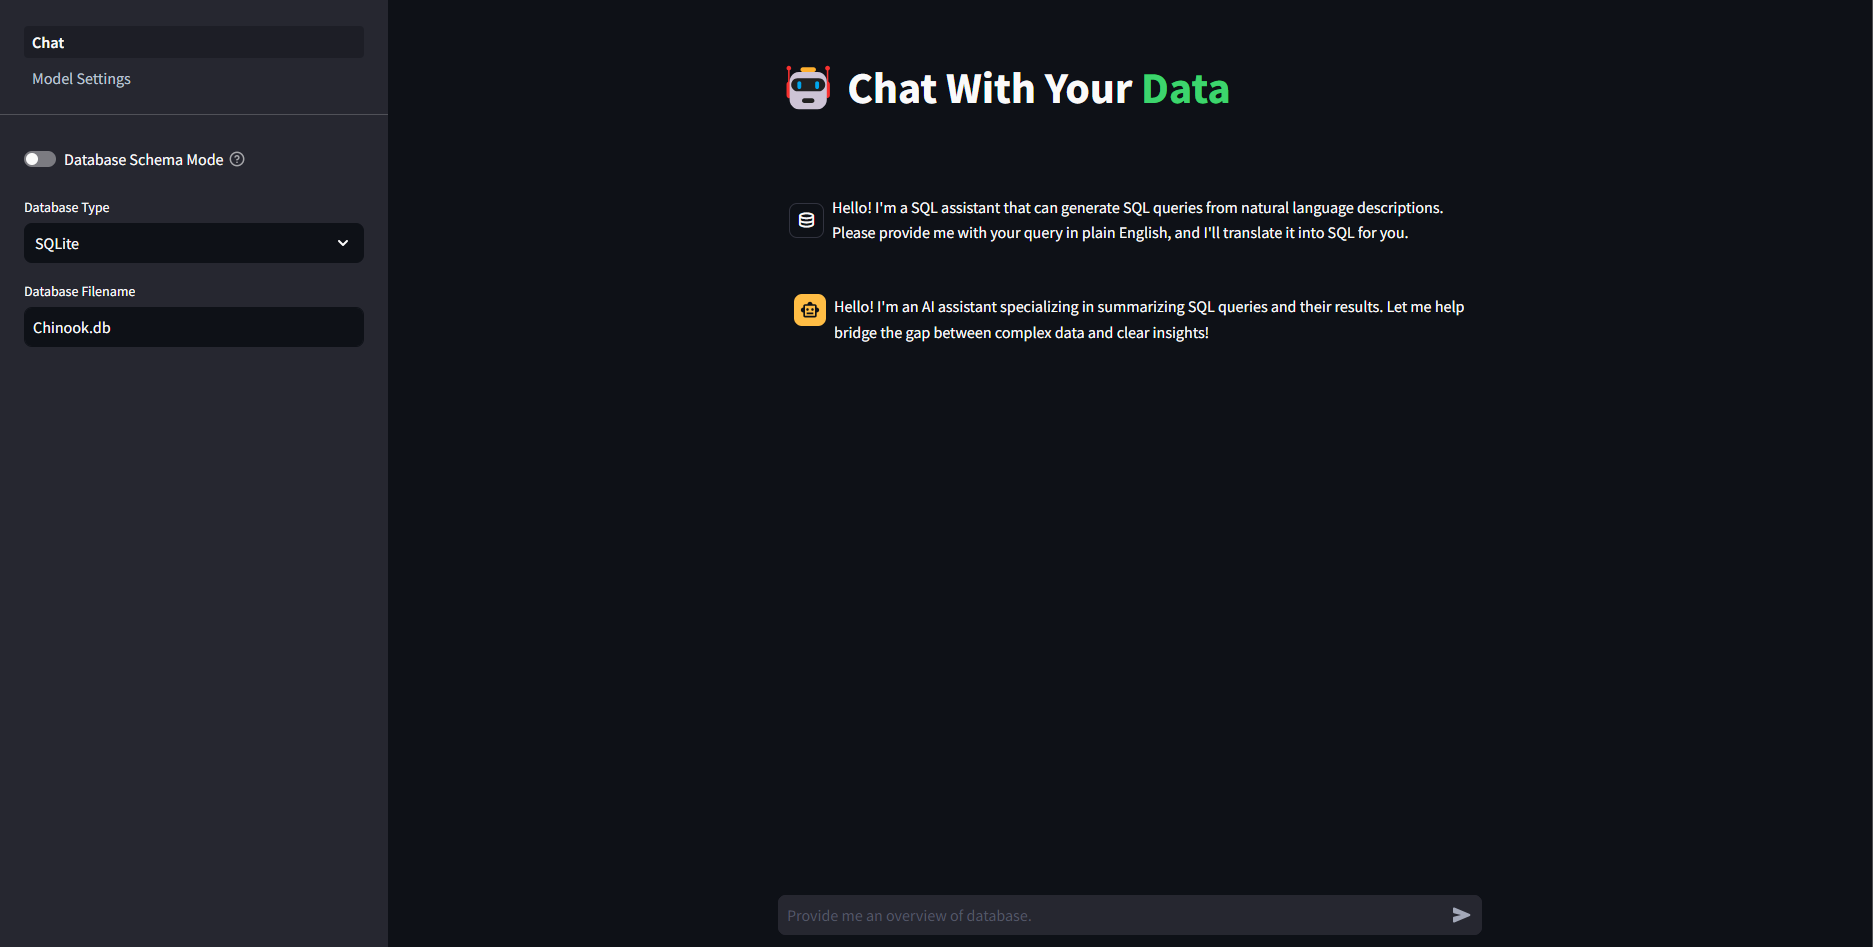 Chat
Model Settings
Database Schema Mode
Database Type
SQLite
Database Filename
Chinook.db
Chat With Your Data
Hello! I'm a SQL assistant that can generate SQL queries from natural language descriptions.
Please provide me with your query in plain English, and I'll translate it into SQL for you.
Hello! I'm an AI assistant specializing in summarizing SQL queries and their results. Let me help
bridge the gap between complex data and clear insights!
Provide me an overview of database.